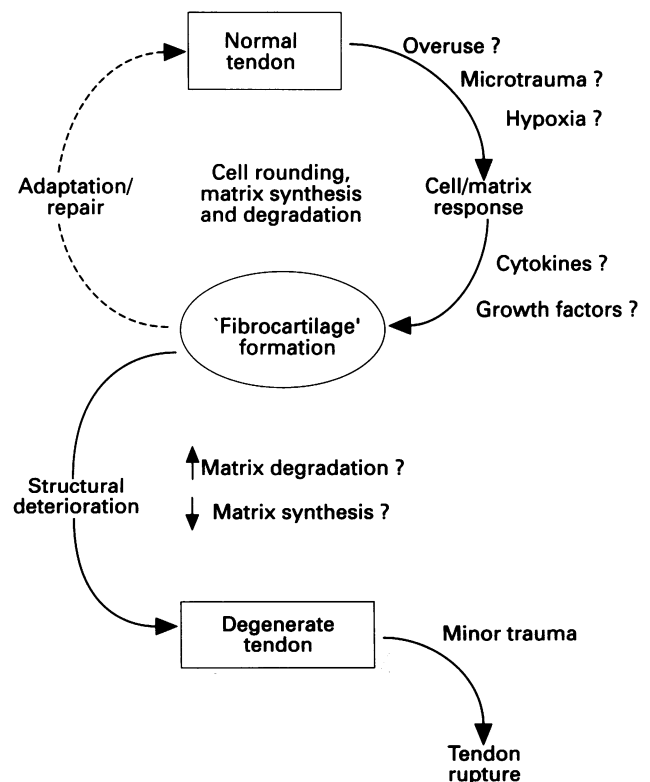 Normal
tendon
Overuse ?
Microtrauma ?
Hypoxia ?
Cell rounding,
matrix synthesis
and degradation
Adaptation/
repair
Cell/matrix
response
Cytokines ?
Growth factors ?
`Fibrocartilage'
formation
↑Matrix degradation ?
↓ Matrix synthesis ?
Structural
deterioration
Degenerate
tendon
Minor trauma
Tendon
rupture